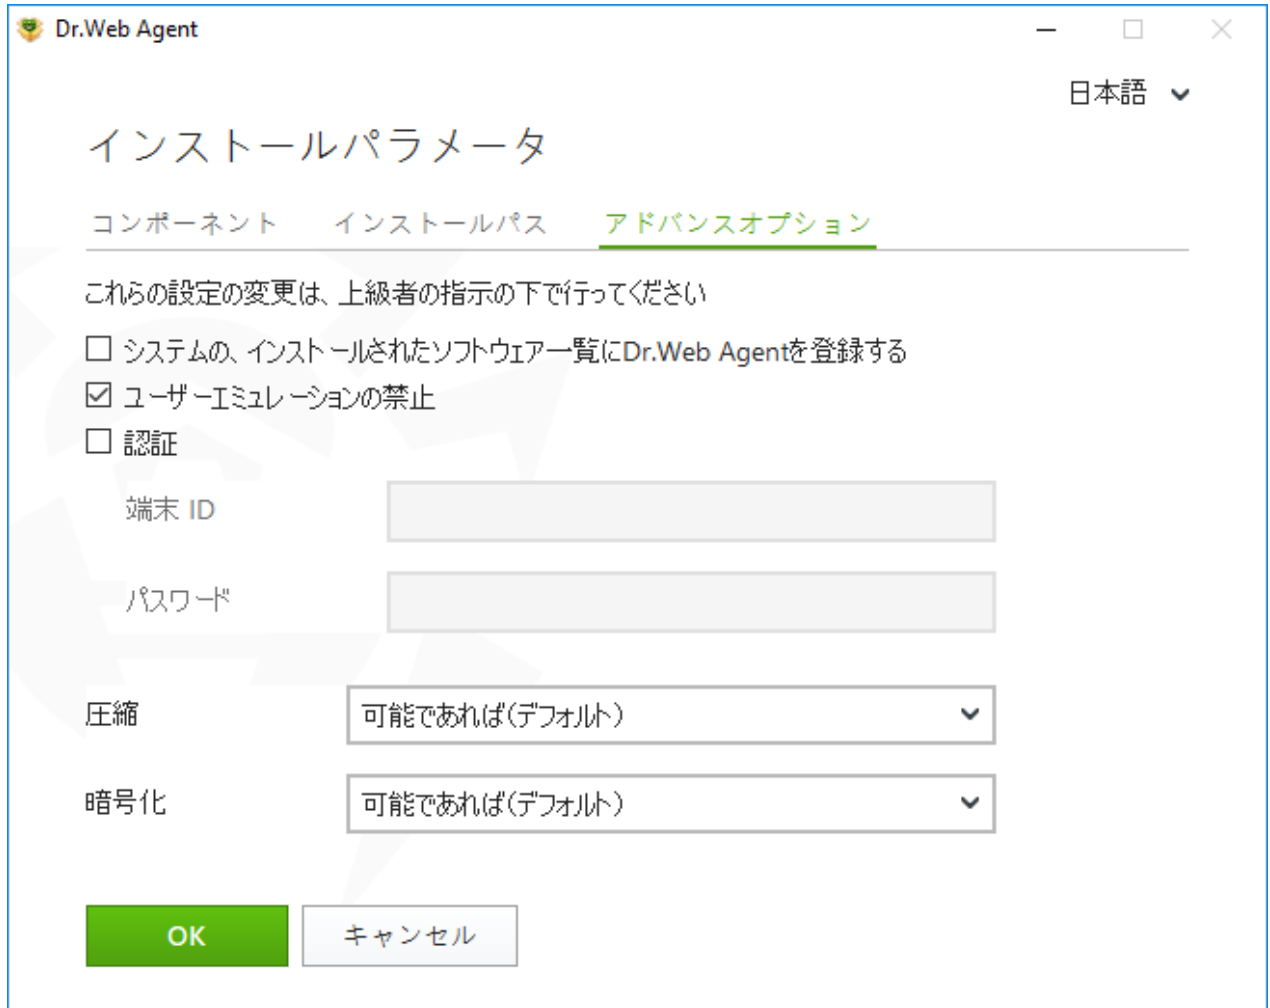 Dr.Web Agent
日本語
インストールパラメータ
コンポーネント インストールパス アドバンスオプション
これらの設定の変更は、上級者の指示の下で行ってください
システムの、インストールされたソフトウェアー覧にDr.Web Agentを登録する
ユーザーエミュレーションの禁止
認証
端末 ID
パスワード
圧縮 可能であれば(デフォルト)
暗号化 可能であれば(デフォルト)
OK キャンセル